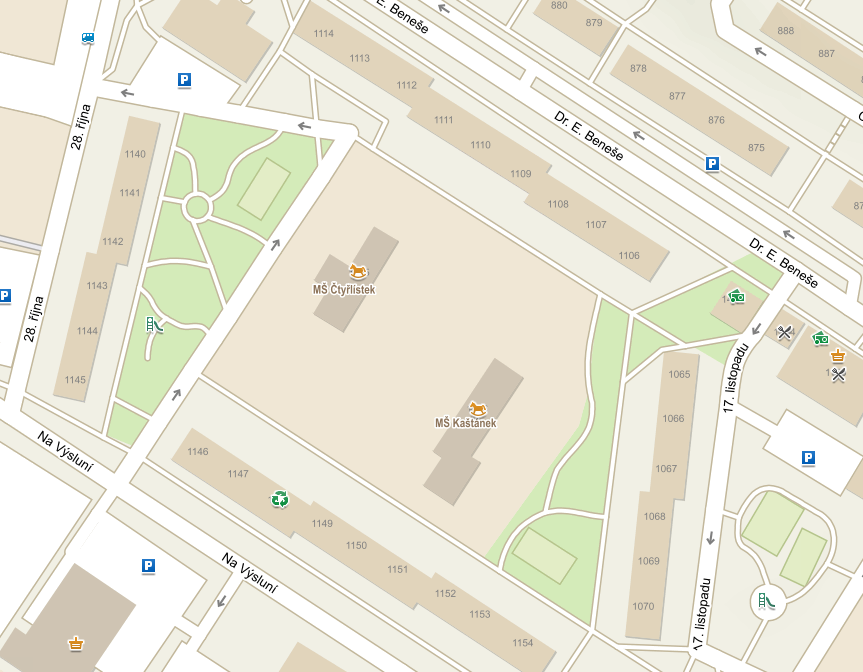 E. Beneše
880
879
1114
1113
1112
888
887
878
877
876
875
P
28. října
1111
1110
1109
Dr. E. Beneše
P
1140
1141
1142
1143
1144
1145
1108
1107
1106
87
Dr. E. Beneše
MŠ Čtyřlístek
P
28. října
17. listopadu
1065
1066
1067
1068
1069
1070
MŠ Kaštánek
Na Výsluní
1146
1147
1149
1150
1151
1152
1153
1154
P
Na Výsluní
P
17. listopadu